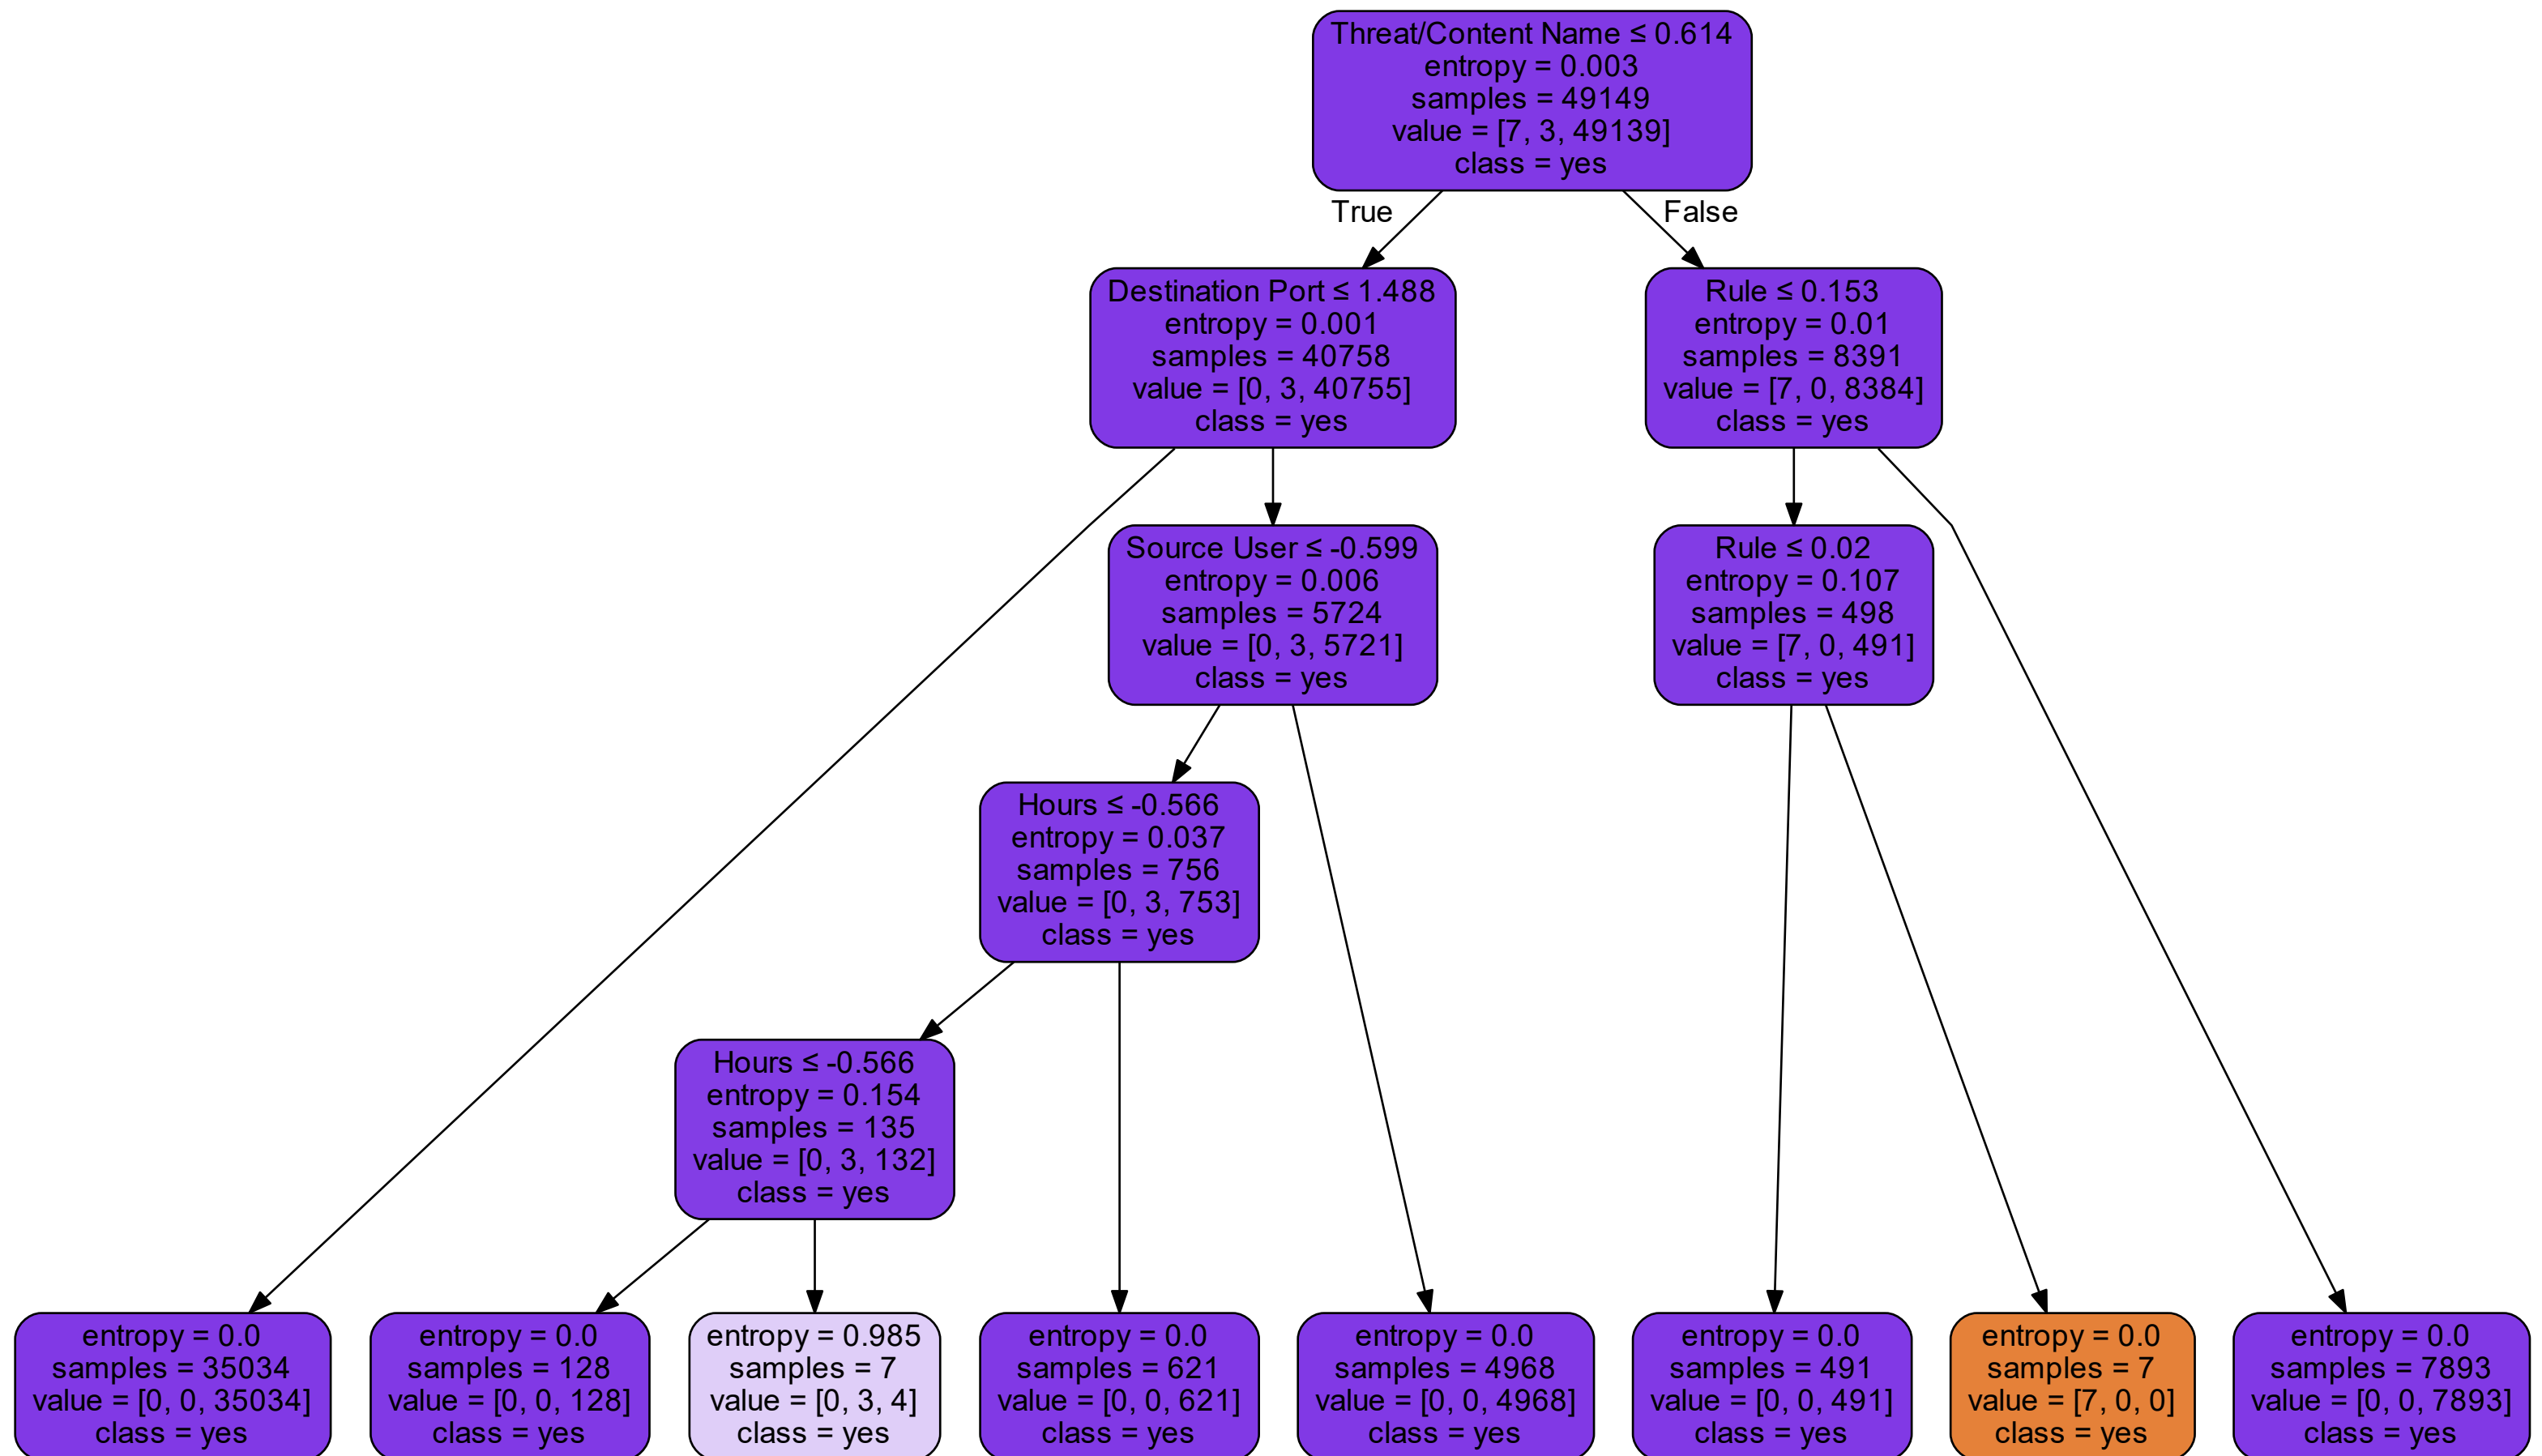 Threat/Content Name ≤ 0.614
entropy = 0.003
samples = 49149
value = [7, 3, 49139]
class = yes
True
False
Destination Port ≤ 1.488
entropy = 0.001
samples = 40758
value = [0, 3, 40755]
class = yes
Rule ≤ 0.153
entropy = 0.01
samples = 8391
value = [7, 0, 8384]
class = yes
Source User ≤ -0.599
entropy = 0.006
samples = 5724
value = [0, 3, 5721]
class = yes
Rule ≤ 0.02
entropy = 0.107
samples = 498
value = [7, 0, 491]
class = yes
Hours ≤ -0.566
entropy = 0.037
samples = 756
value = [0, 3, 753]
class = yes
Hours ≤ -0.566
entropy = 0.154
samples = 135
value = [0, 3, 132]
class = yes
entropy = 0.0
samples = 35034
value = [0, 0, 35034]
class = yes
entropy = 0.0
samples = 128
value = [0, 0, 128]
class = yes
entropy = 0.985
samples = 7
value = [0, 3, 4]
class = yes
entropy = 0.0
samples = 621
value = [0, 0, 621]
class = yes
entropy = 0.0
samples = 4968
value = [0, 0, 4968]
class = yes
entropy = 0.0
samples = 491
value = [0, 0, 491]
class = yes
entropy = 0.0
samples = 7
value = [7, 0, 0]
class = yes
entropy = 0.0
samples = 7893
value = [0, 0, 7893]
class = yes